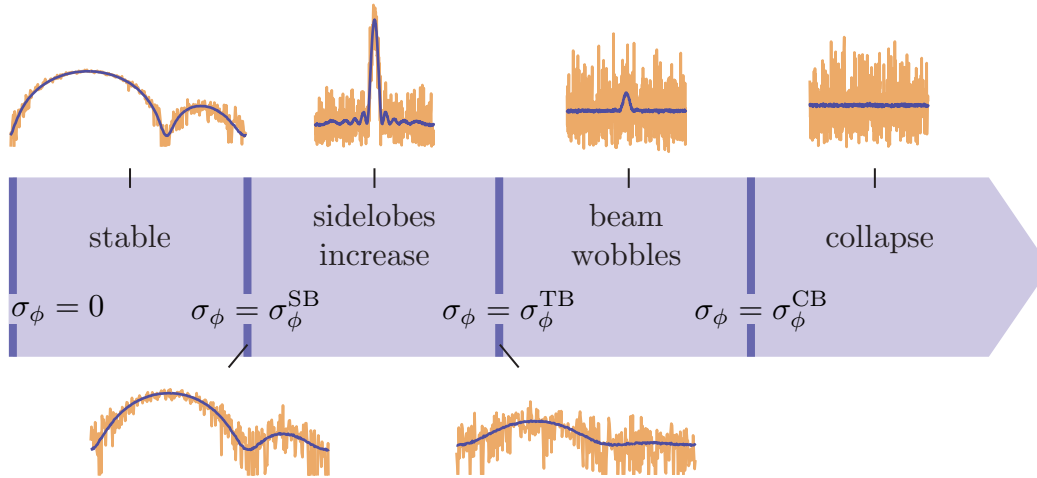 stable
sidelobes
increase
beam
wobbles
collapse
σ_ϕ = 0
σ_ϕ = σ_ϕ^SB
σ_ϕ = σ_ϕ^TB
σ_ϕ = σ_ϕ^CB